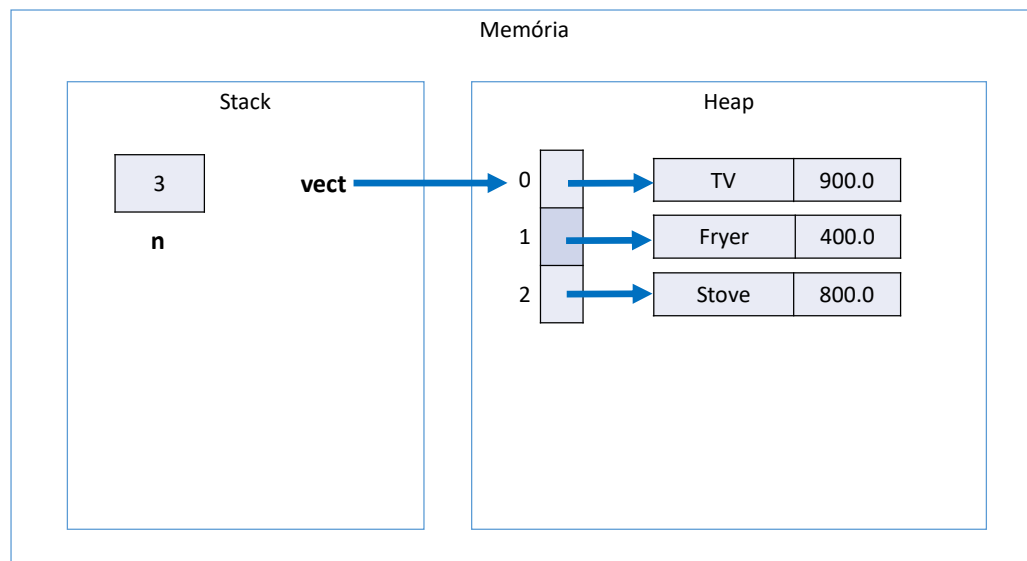 Memória
Stack
Heap
3
n
vect
0
TV
900.0
1
Fryer
400.0
2
Stove
800.0